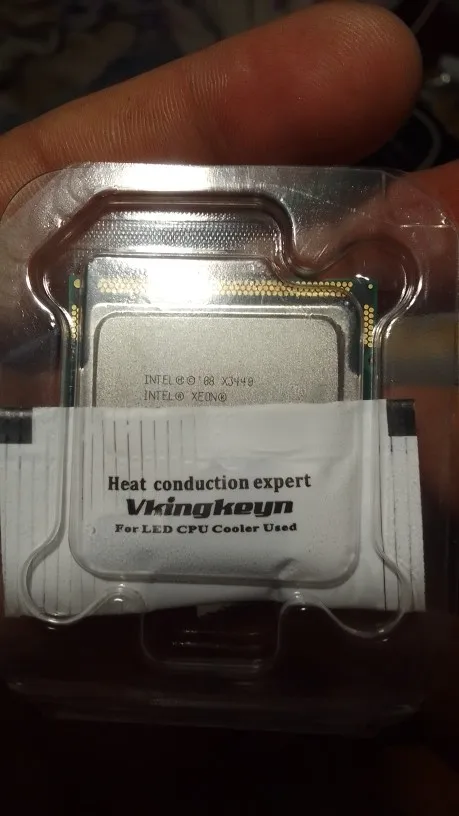 INTEL® ©'08 X3440
INTEL® XEON®
Heat conduction expert
Vkingkeyn
For LED CPU Cooler Used